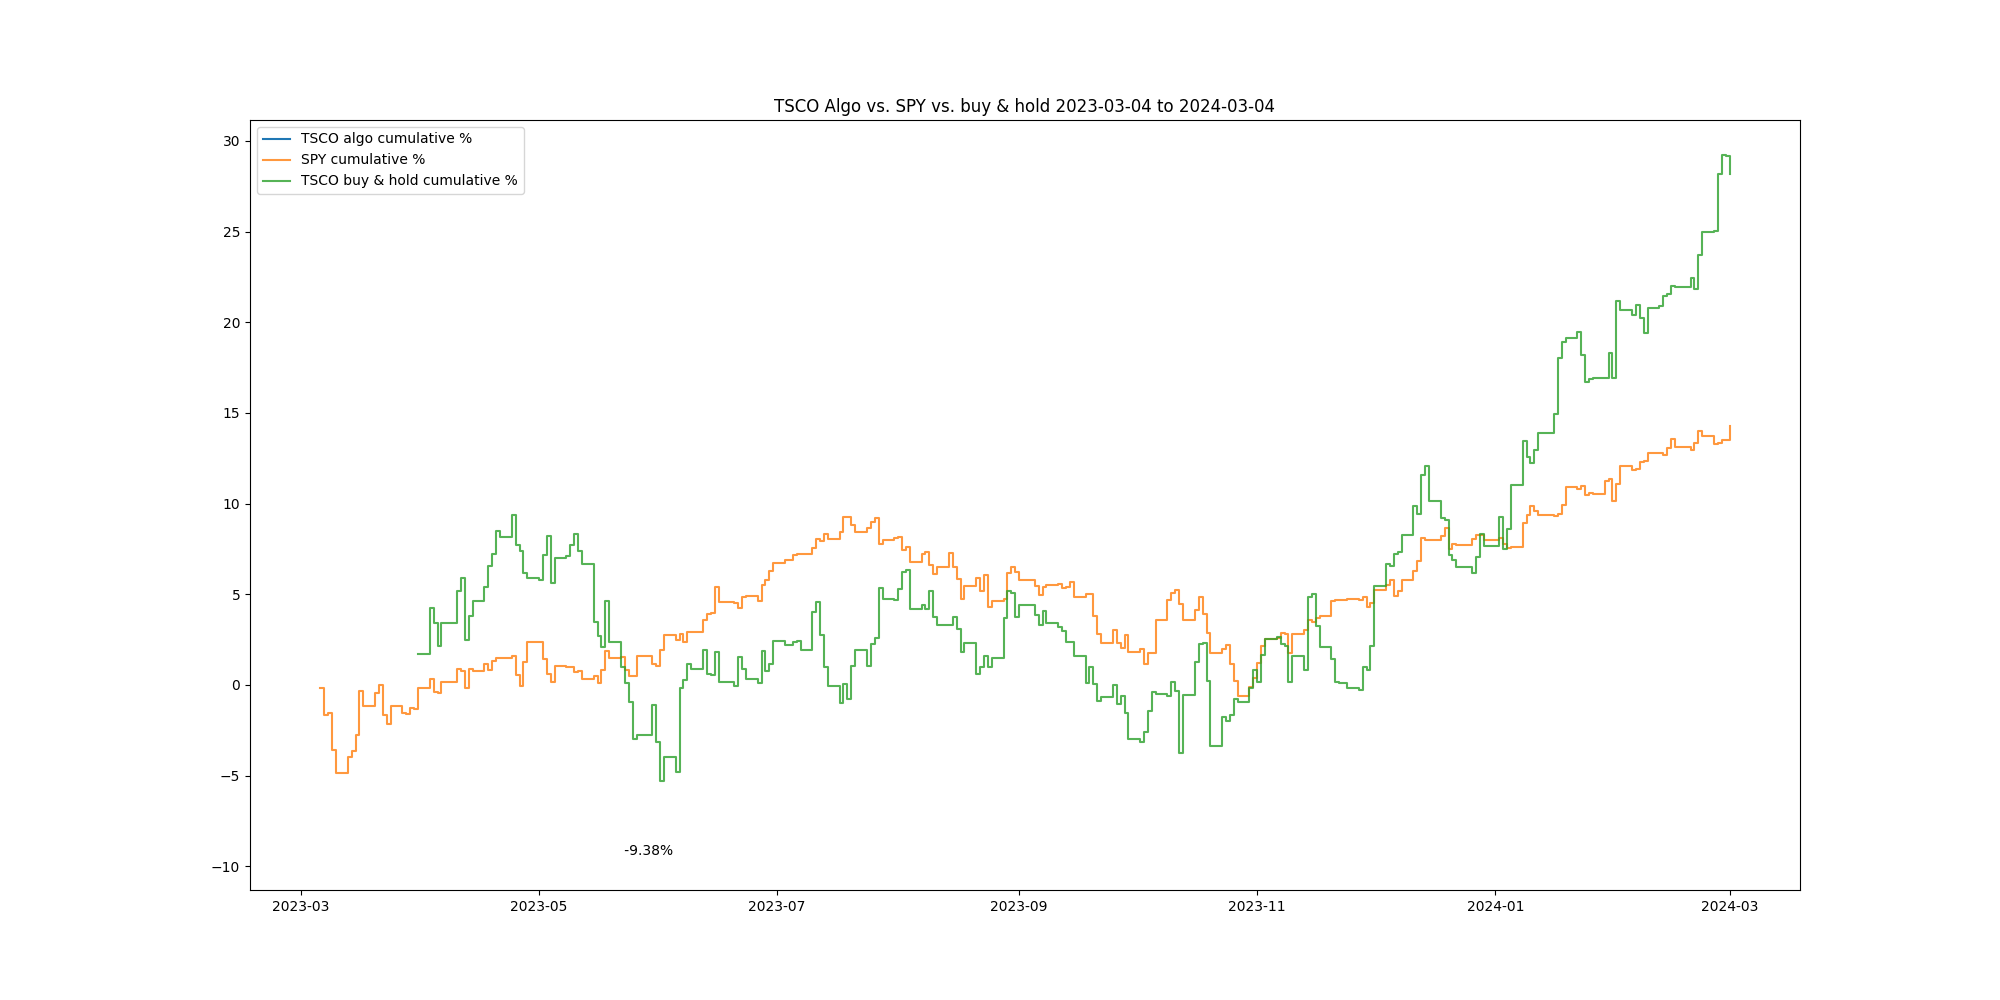 TSCO Algo vs. SPY vs. buy & hold 2023-03-04 to 2024-03-04
TSCO algo cumulative %
SPY cumulative %
TSCO buy & hold cumulative %
30
25
20
15
10
5
0
−5
−10
-9.38%
2023-03 2023-05 2023-07 2023-09 2023-11 2024-01 2024-03